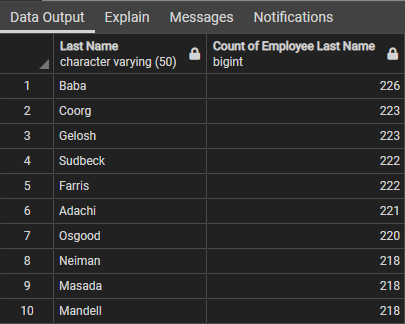 Data Output Explain Messages Notifications
Last Name Count of Employee Last Name
character varying (50) bigint
1 Baba 226
2 Coorg 223
3 Gelosh 223
4 Sudbeck 222
5 Farris 222
6 Adachi 221
7 Osgood 220
8 Neiman 218
9 Masada 218
10 Mandell 218